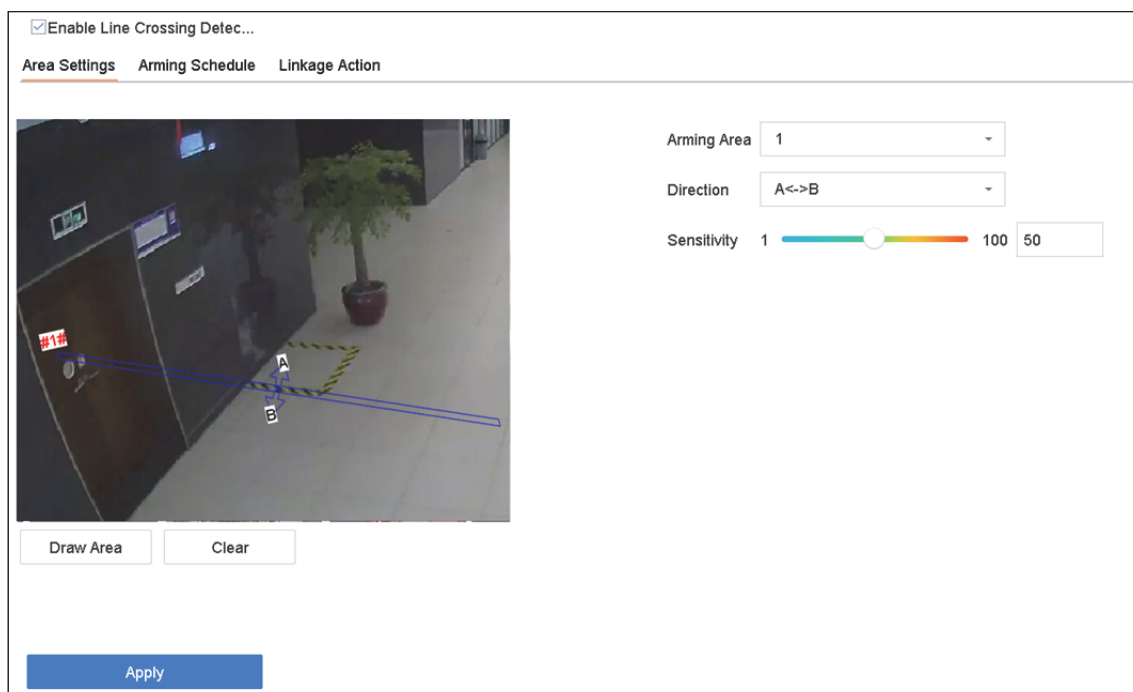 Enable Line Crossing Detec...
Area Settings Arming Schedule Linkage Action
Arming Area 1
Direction A<->B
Sensitivity 1 100 50
#1#
A
B
Draw Area Clear
Apply